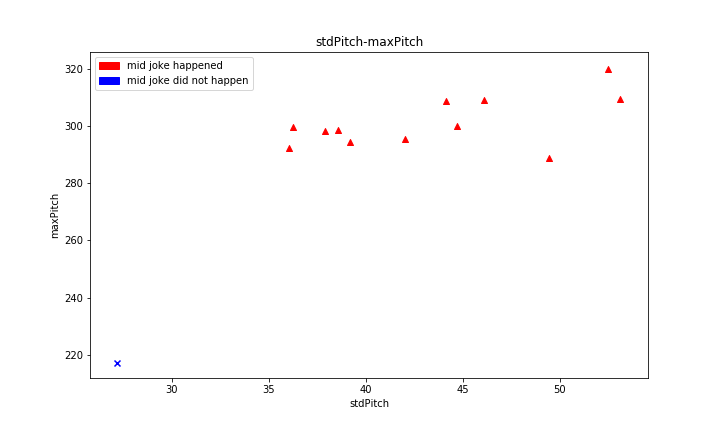 stdPitch-maxPitch
mid joke happened
mid joke did not happen
320
300
280
260
240
220
maxPitch
30
35
40
45
50
stdPitch